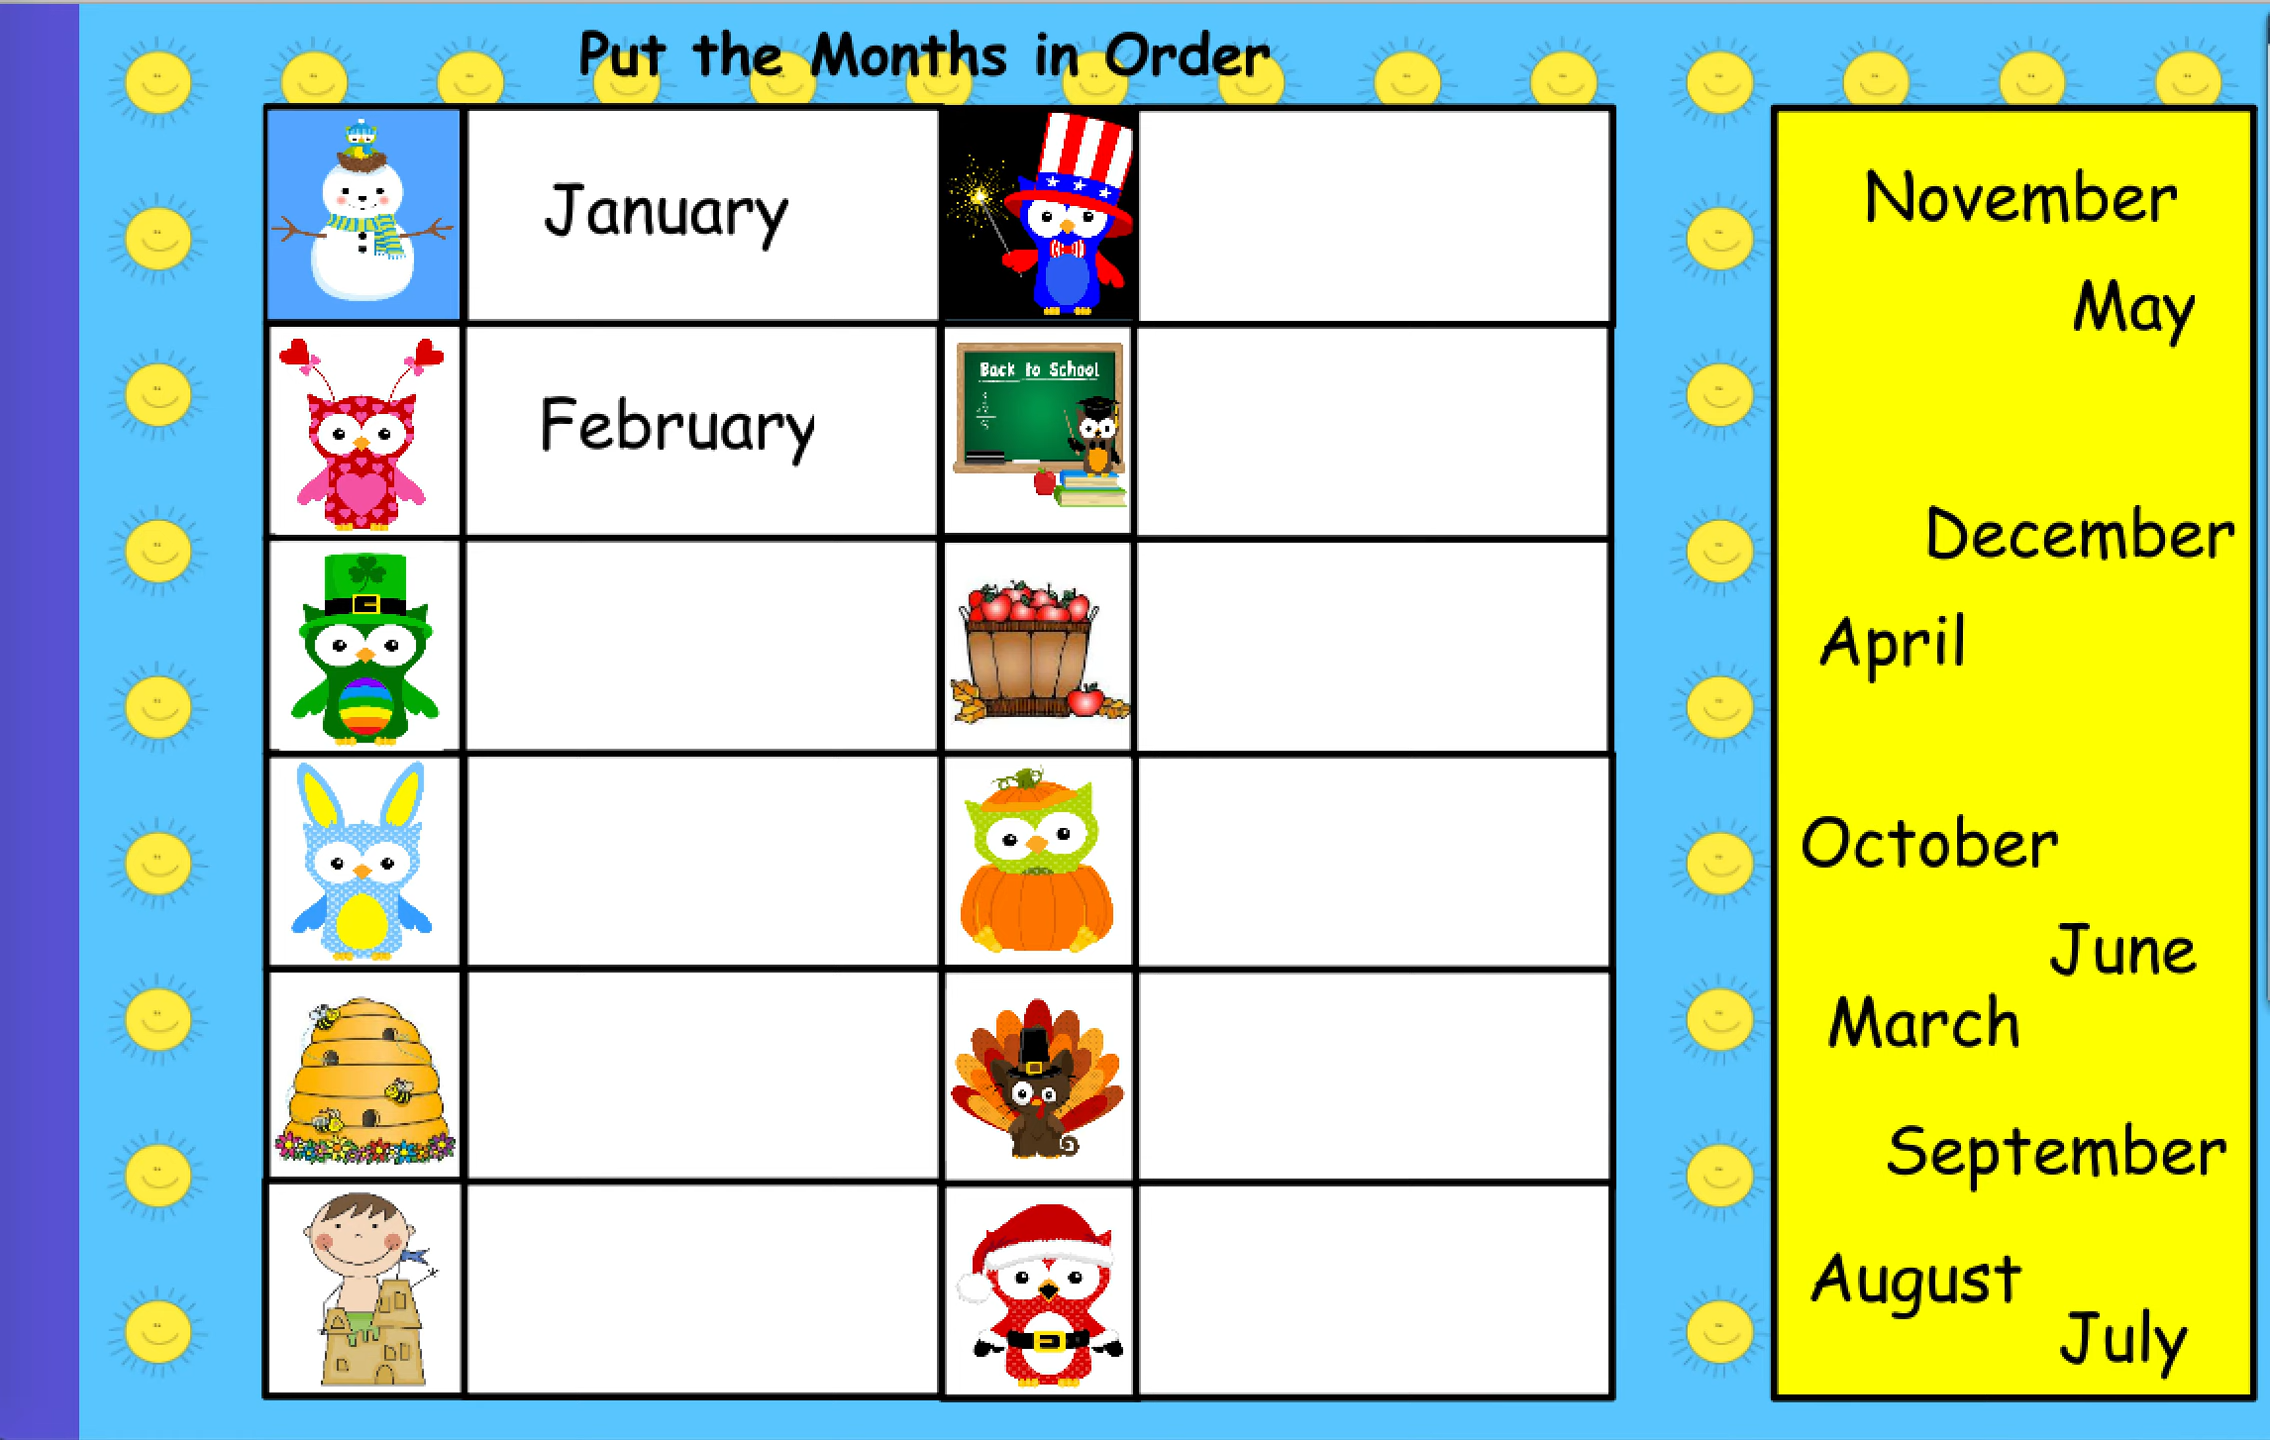 Put the Months in Order
January
February
Back to School
November
May
December
April
October
June
March
September
August
July